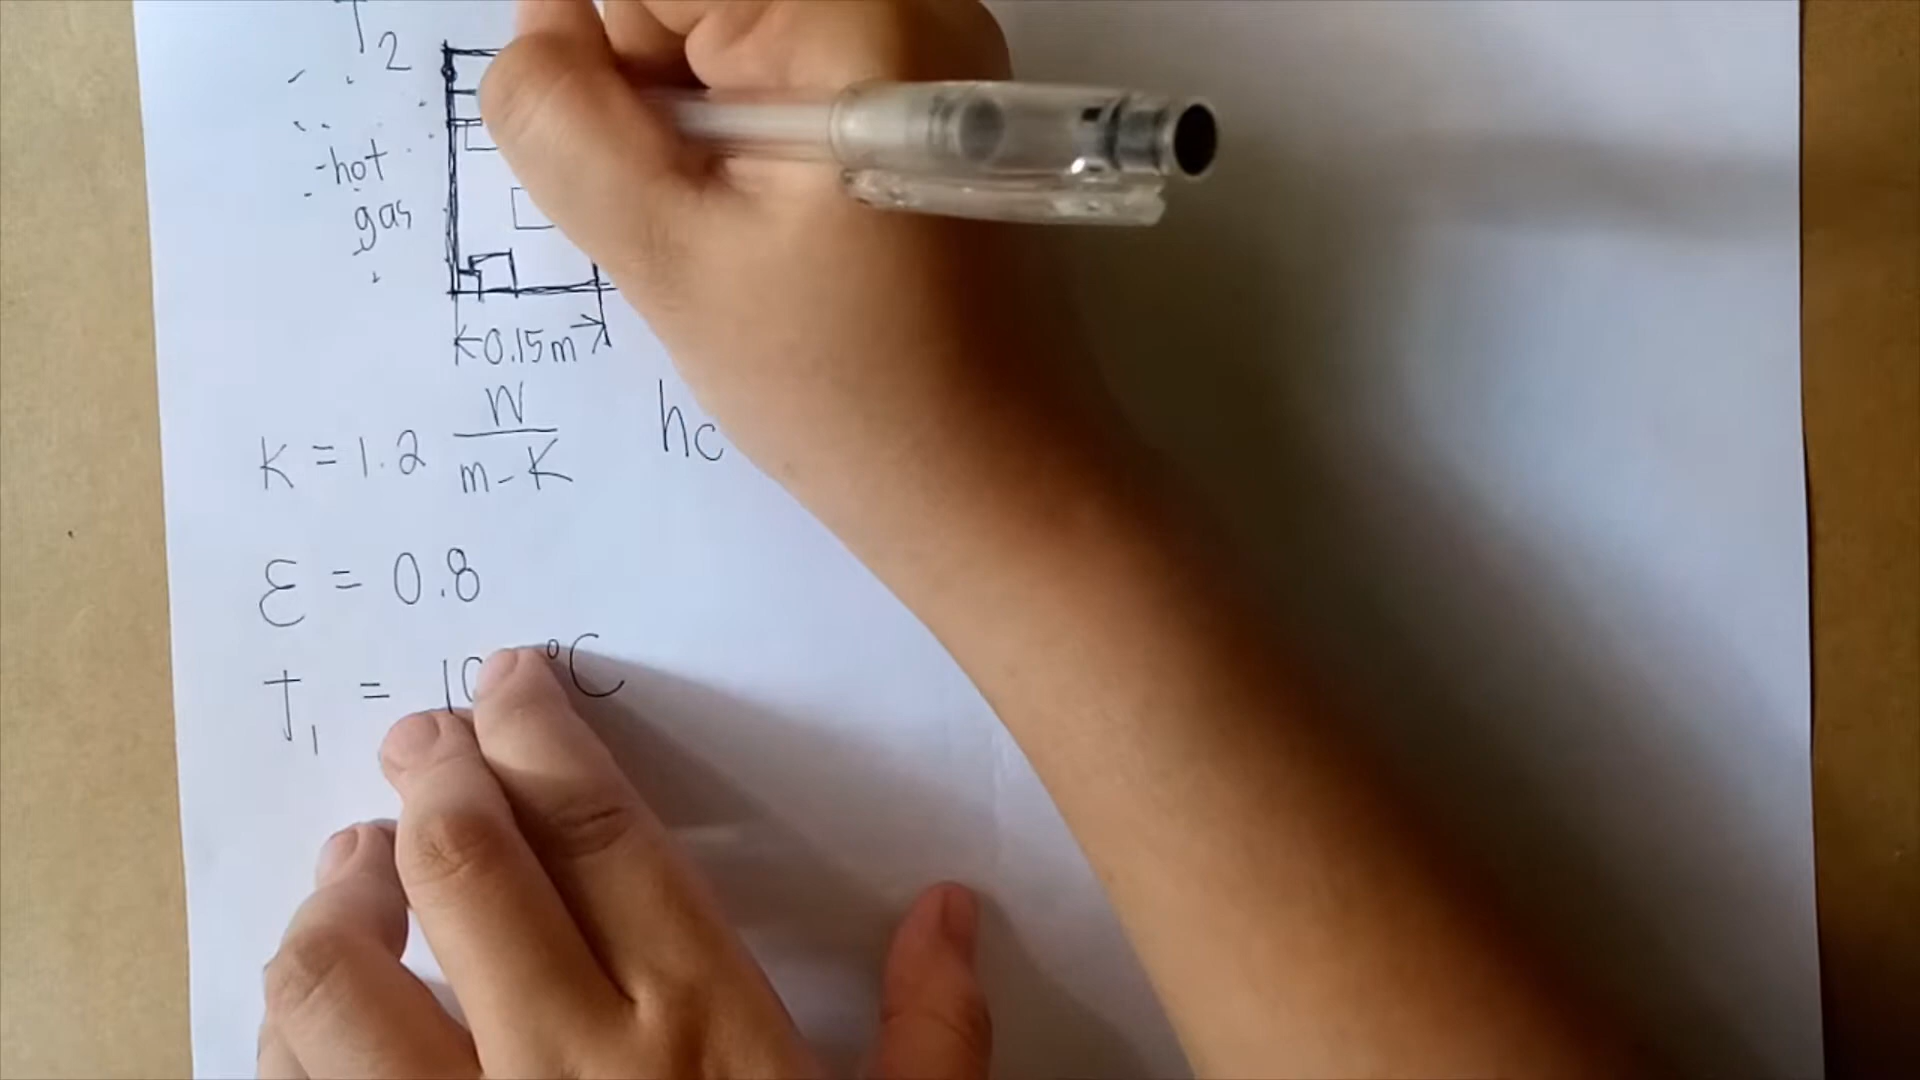 T2
hot
gas
0.15m
K = 1.2 W / m-K
hc
ε = 0.8
T1 = °C